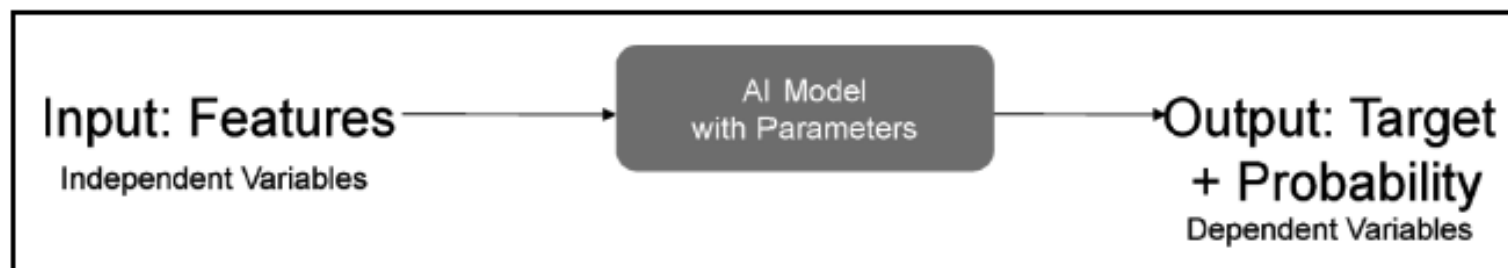 Input: Features
Independent Variables
AI Model
with Parameters
Output: Target
+ Probability
Dependent Variables